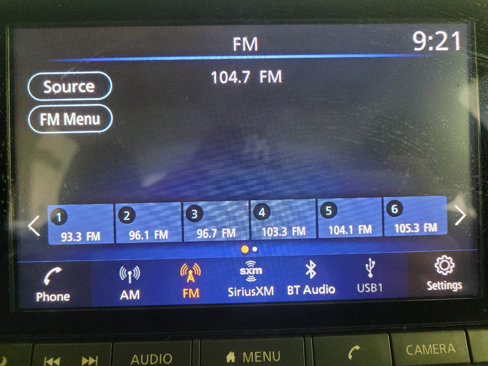 FM
9:21
104.7 FM
Source
FM Menu
1 2 3 4 5 6
93.3 FM 96.1 FM 96.7 FM 103.3 FM 104.1 FM 105.3 FM
Phone AM FM sxm SiriusXM BT Audio USB1 Settings
AUDIO MENU CAMERA